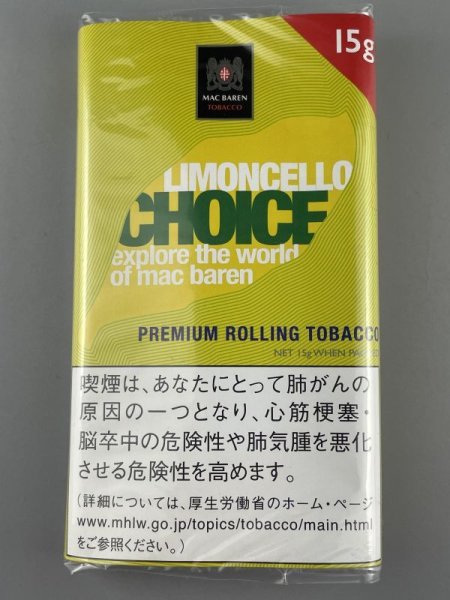 15g
MAC BAREN
TOBACCO
LIMONCELLO
CHOICE
explore the world
of mac baren
PREMIUM ROLLING TOBACCO
NET 15g WHEN PACKED
喫煙は、あなたにとって肺がんの
原因の一つとなり、心筋梗塞・
脳卒中の危険性や肺気腫を悪化
させる危険性を高めます。
(詳細については、厚生労働省のホーム・ページ
www.mhlw.go.jp/topics/tobacco/main.html
をご参照ください。)